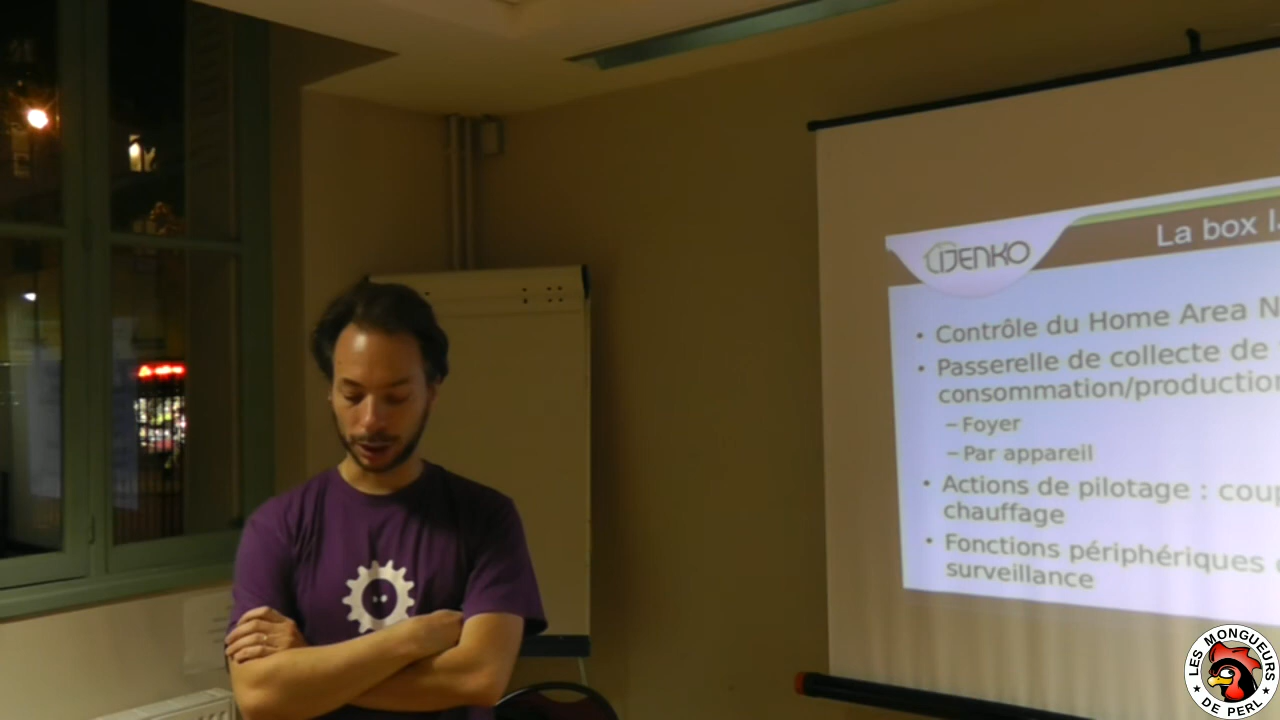 La box
IJENKO
• Contrôle du Home Area
• Passerelle de collecte de
consommation/production
– Foyer
– Par appareil
• Actions de pilotage :
chauffage
• Fonctions périphériques
surveillance
LES MONGUEURS
★ DE PERL ★